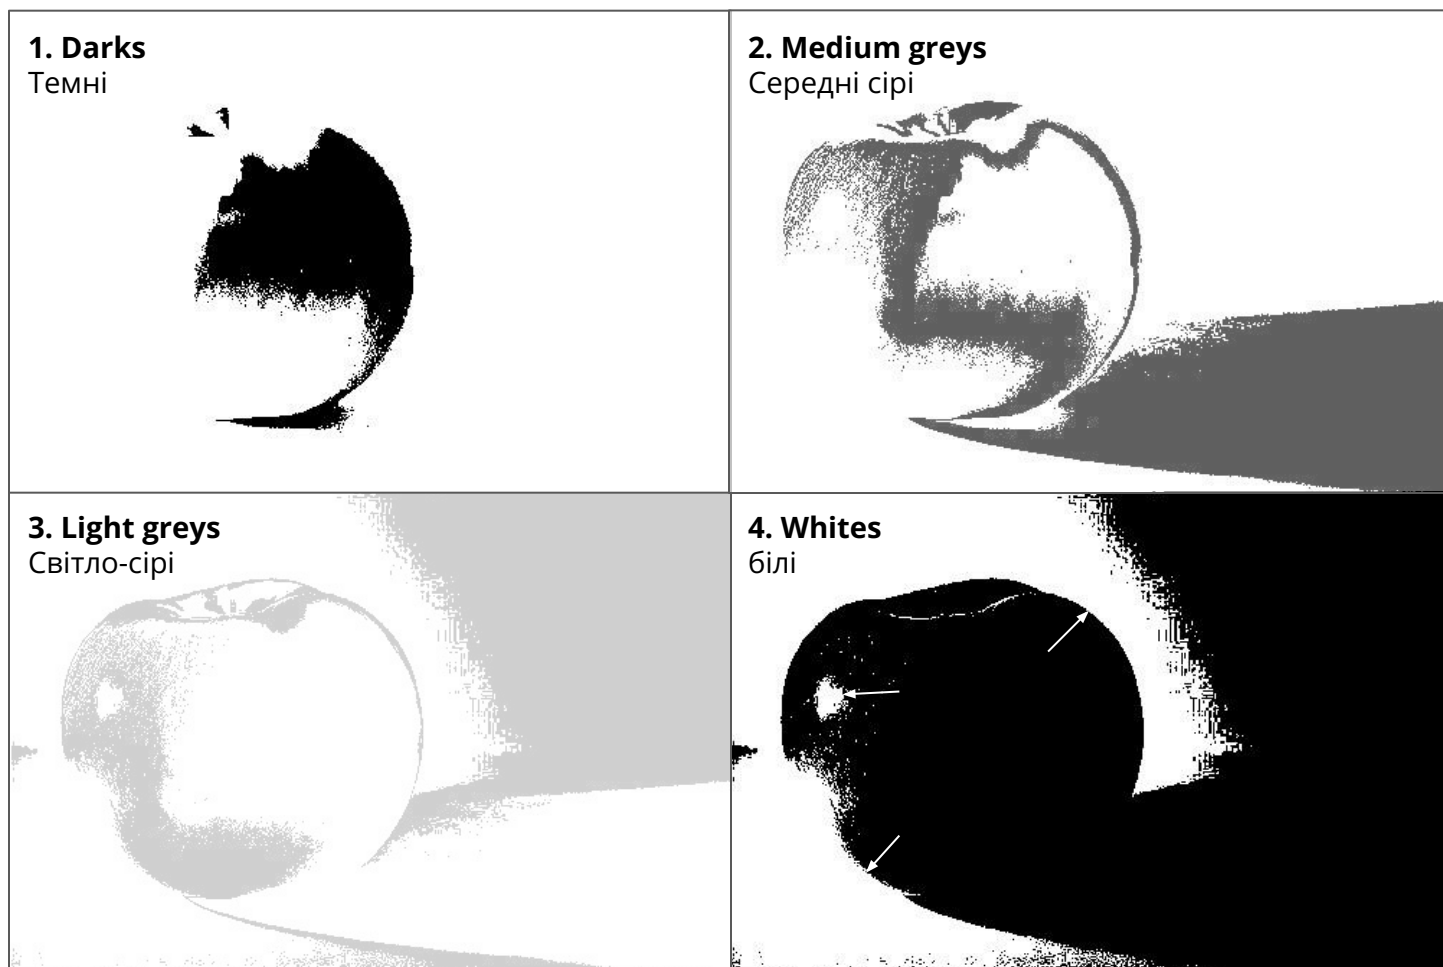 1. Darks
Темні
2. Medium greys
Середні сірі
3. Light greys
Світло-сірі
4. Whites
білі